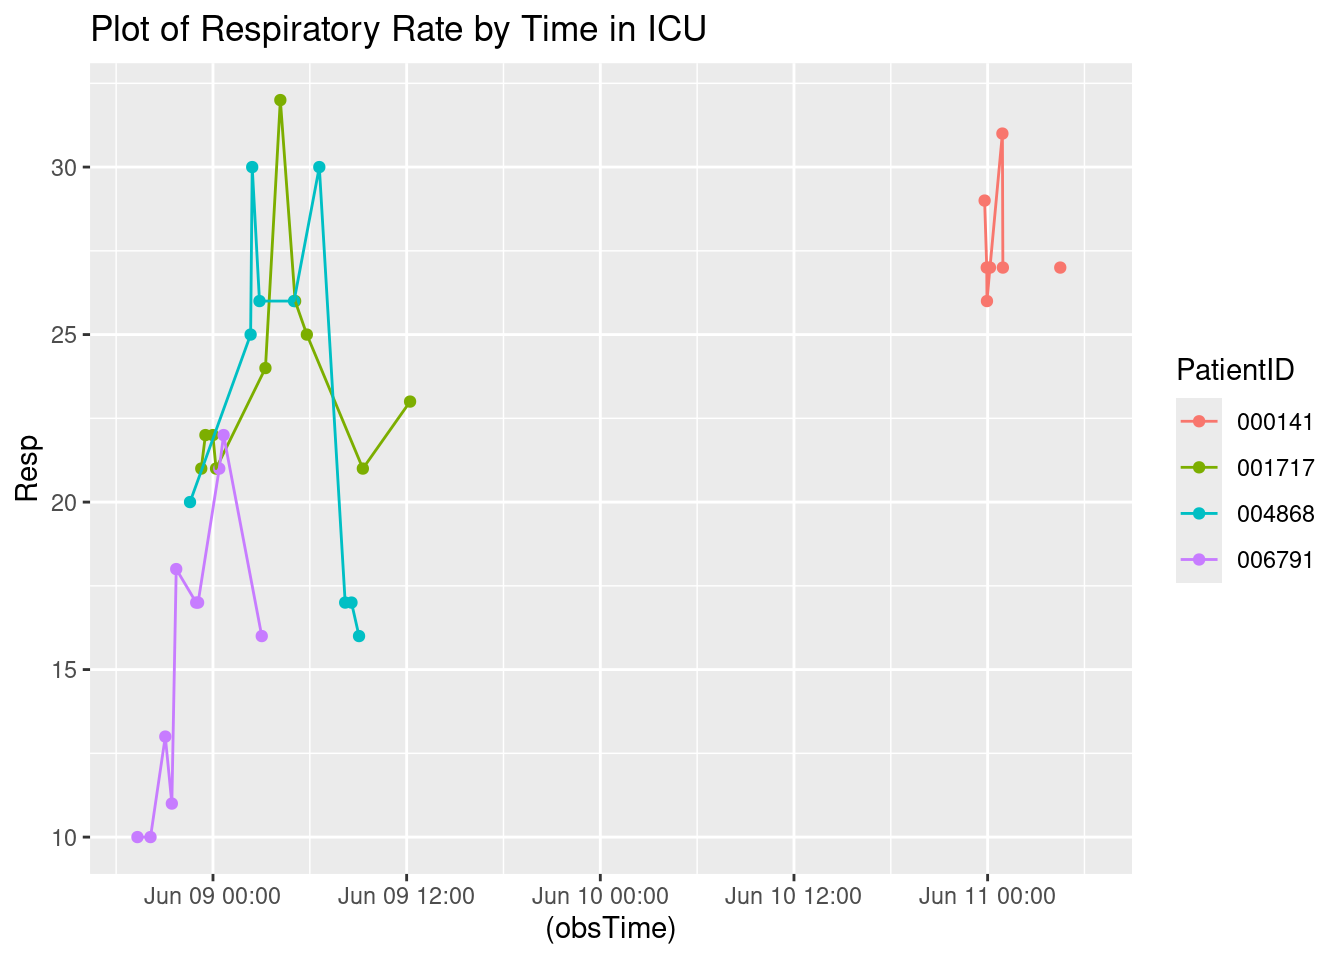 Plot of Respiratory Rate by Time in ICU
Resp
30
25
20
15
10
Jun 09 00:00 Jun 09 12:00 Jun 10 00:00 Jun 10 12:00 Jun 11 00:00
(obsTime)
PatientID
000141
001717
004868
006791